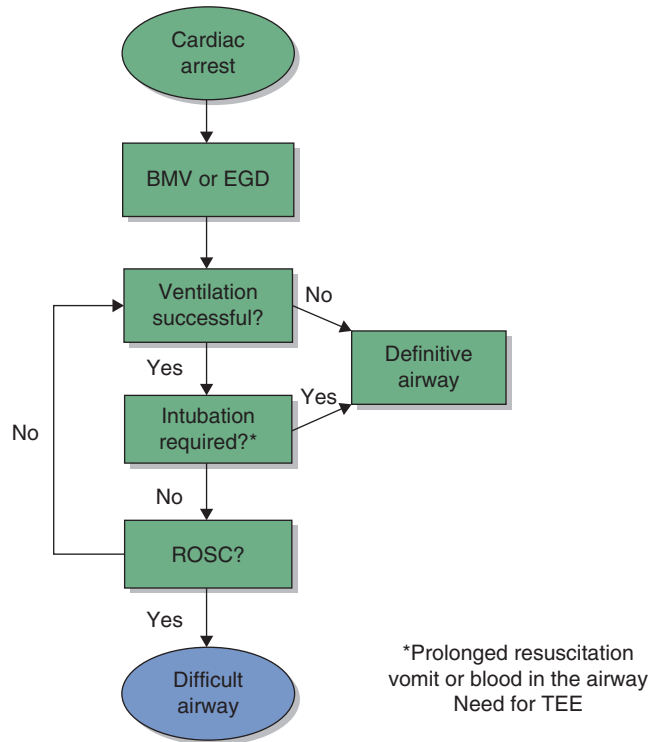 Cardiac
arrest
BMV or EGD
Ventilation
successful?
No
Definitive
airway
Yes
Yes
Intubation
required?*
No
No
ROSC?
Yes
Difficult
airway
*Prolonged resuscitation
vomit or blood in the airway
Need for TEE